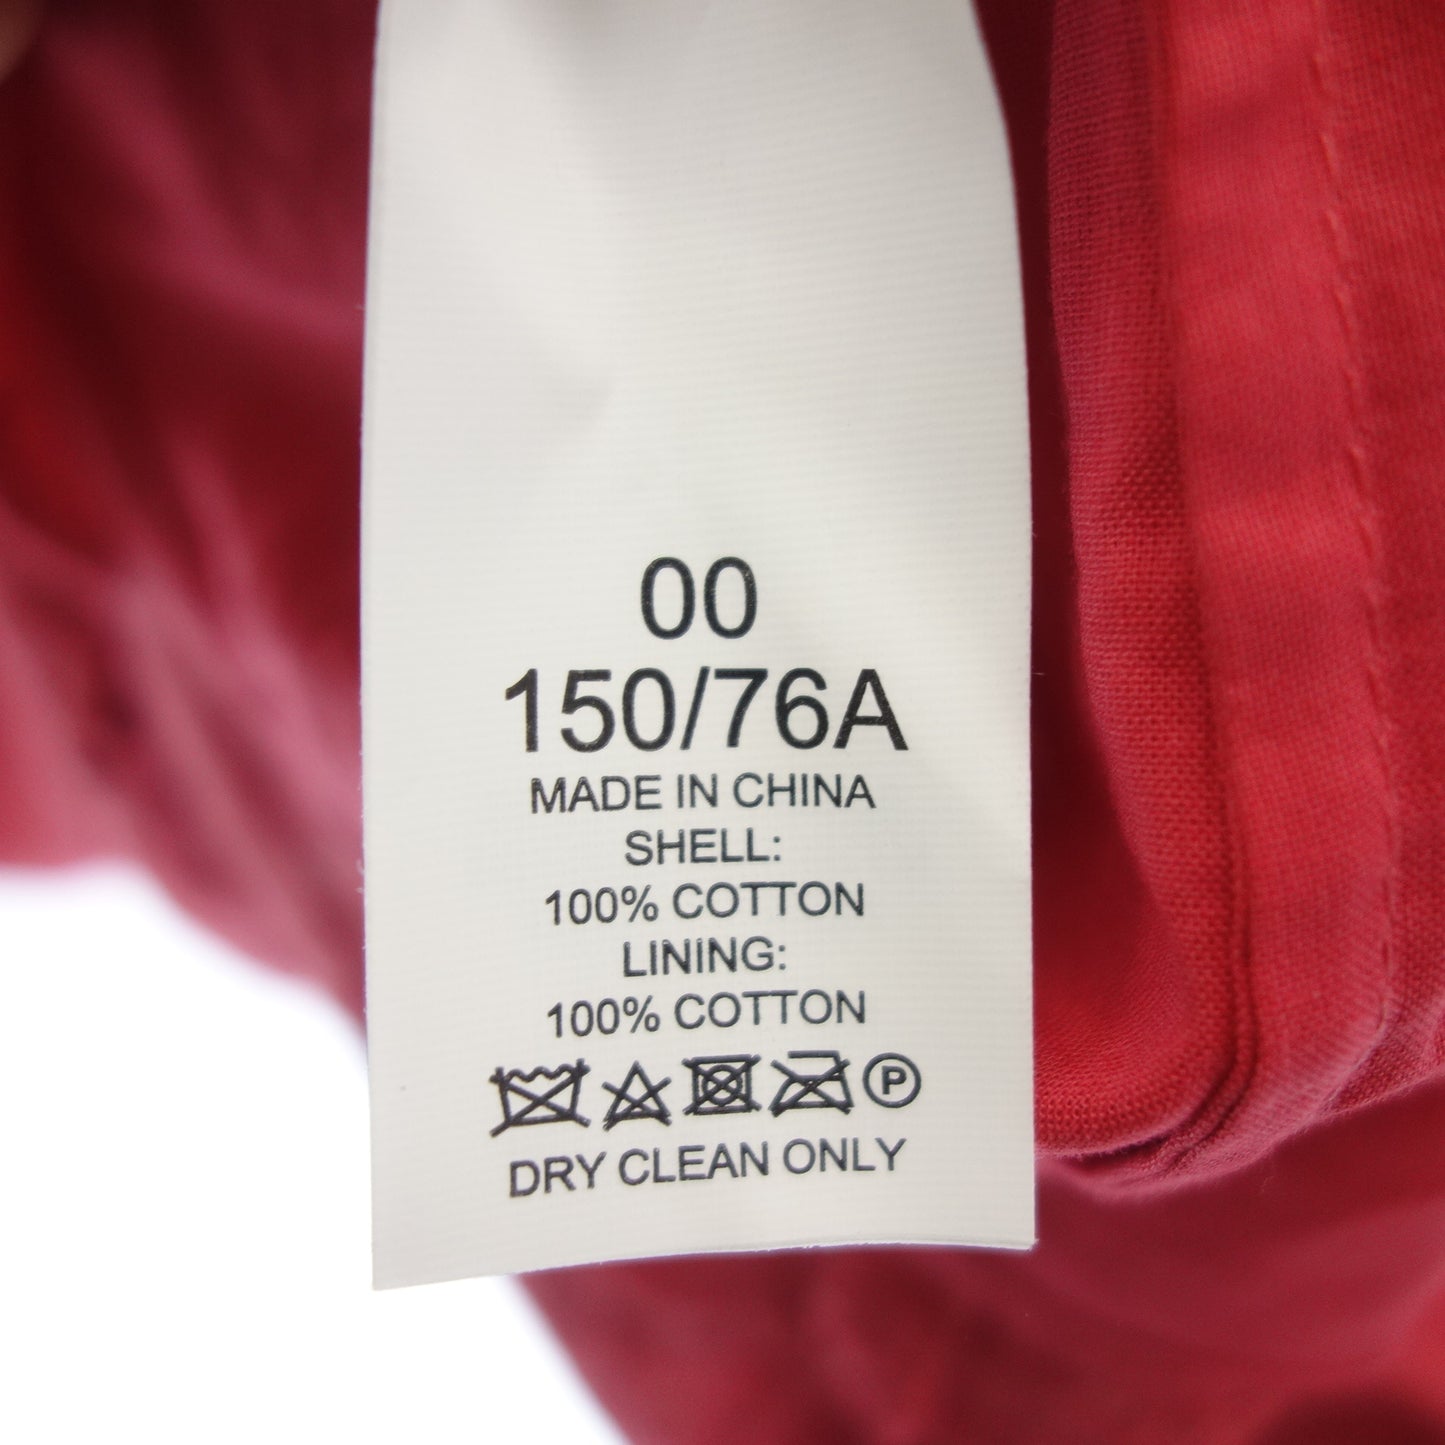 00
150/76A
MADE IN CHINA
SHELL:
100% COTTON
LINING:
100% COTTON
P
DRY CLEAN ONLY